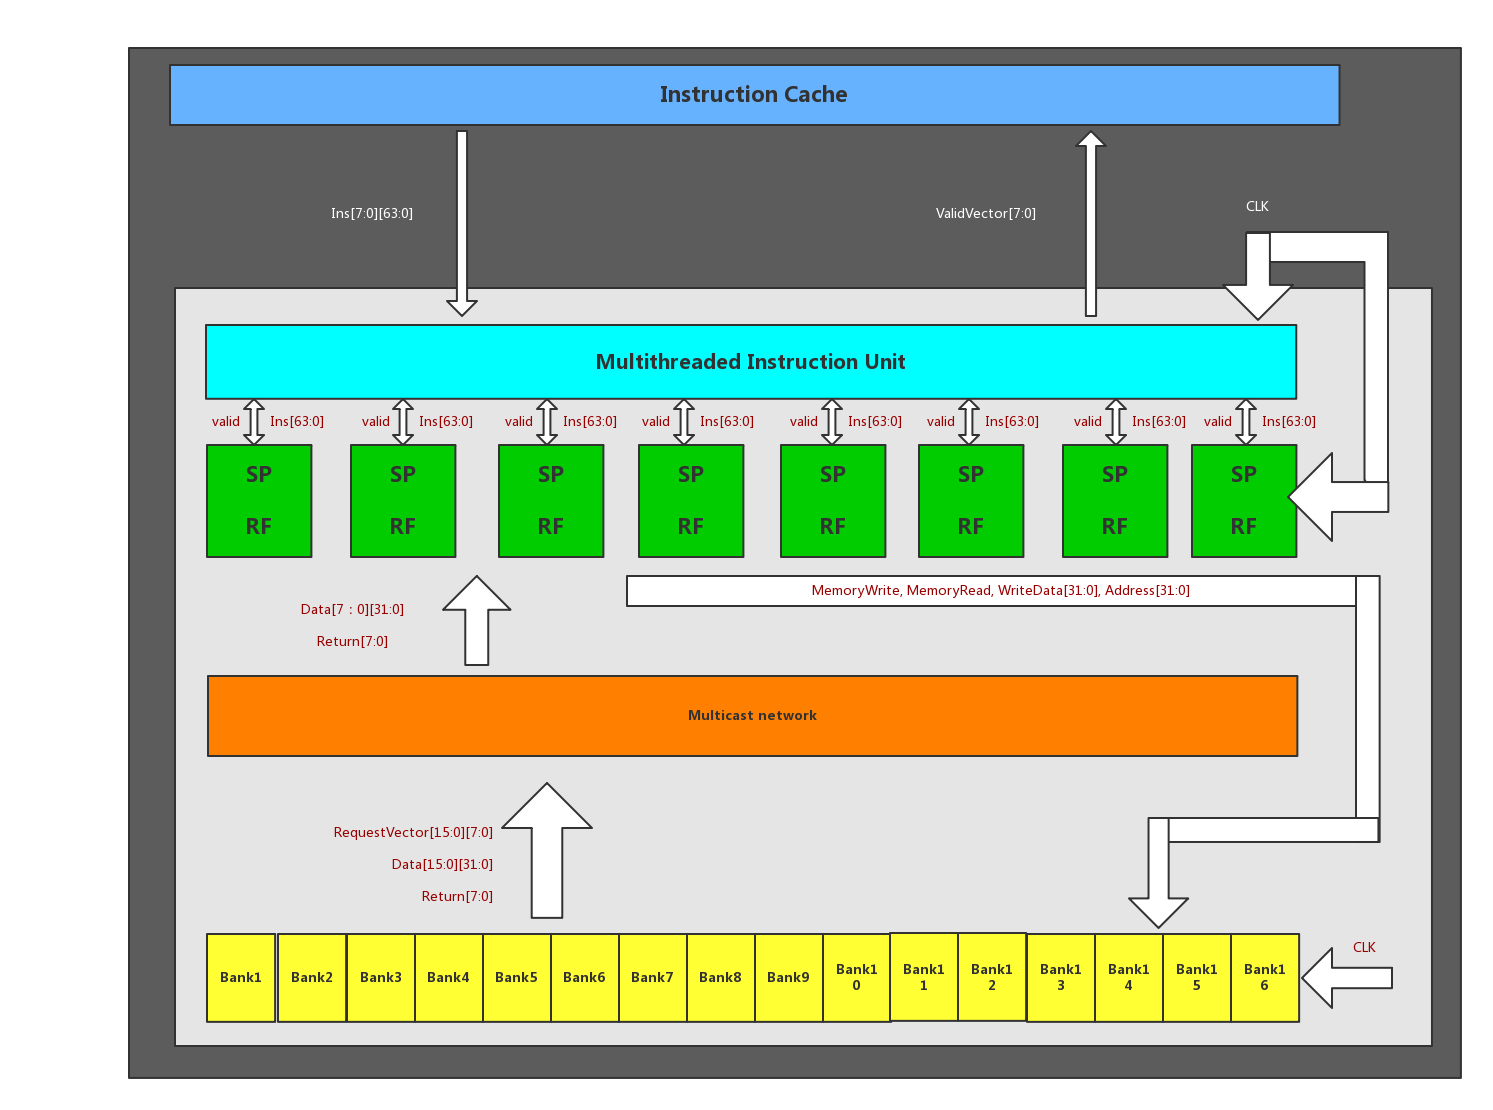 Instruction Cache
Ins[7:0][63:0]
ValidVector[7:0]
CLK
Multithreaded Instruction Unit
valid Ins[63:0] valid Ins[63:0] valid Ins[63:0] valid Ins[63:0] valid Ins[63:0] valid Ins[63:0] valid Ins[63:0] valid Ins[63:0]
SP SP SP SP SP SP SP SP
RF RF RF RF RF RF RF RF
MemoryWrite, MemoryRead, WriteData[31:0], Address[31:0]
Data[7：0][31:0]
Return[7:0]
Multicast network
RequestVector[15:0][7:0]
Data[15:0][31:0]
Return[7:0]
CLK
Bank1 Bank2 Bank3 Bank4 Bank5 Bank6 Bank7 Bank8 Bank9
Bank1
0
Bank1
1
Bank1
2
Bank1
3
Bank1
4
Bank1
5
Bank1
6